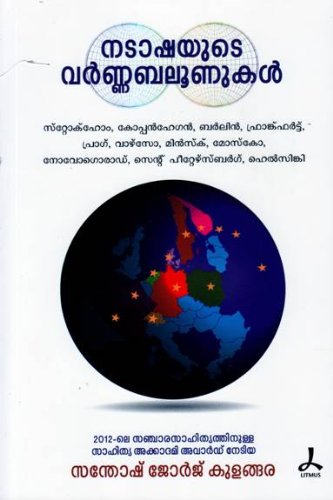 നടാഷയുടെ
വർണ്ണബലൂണുകൾ
സ്റ്റോക്ഹോം, കോപ്പൻഹേഗൻ, ബർലിൻ, ഫ്രാങ്ക്ഫർട്ട്,
പ്രാഗ്, വാഴ്സോ, മിൻസ്ക്, മോസ്കോ,
നോവോഗൊരാഡ്, സെന്റ് പീറ്റേഴ്സ്ബർഗ്, ഹെൽസിങ്കി
2012-ലെ സഞ്ചാരസാഹിത്യത്തിനുള്ള
സാഹിത്യ അക്കാദമി അവാർഡ് നേടിയ
സന്തോഷ് ജോർജ് കുളങ്ങര
LITMUS